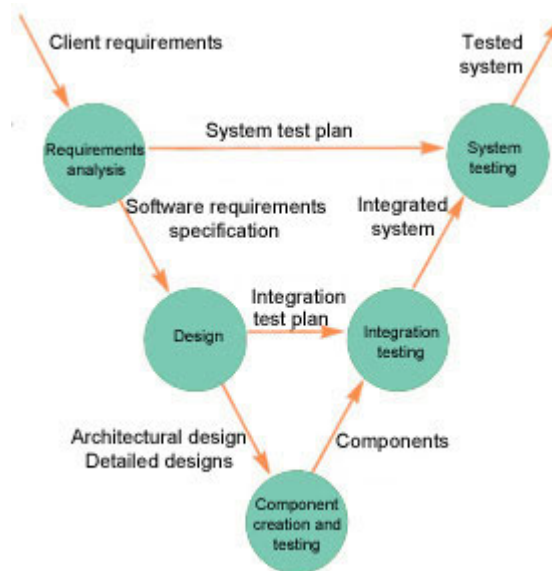 Client requirements
Tested
system
Requirements
analysis
System test plan
System
testing
Software requirements
specification
Integrated
system
Design
Integration
test plan
Integration
testing
Architectural design
Detailed designs
Components
Component
creation and
testing